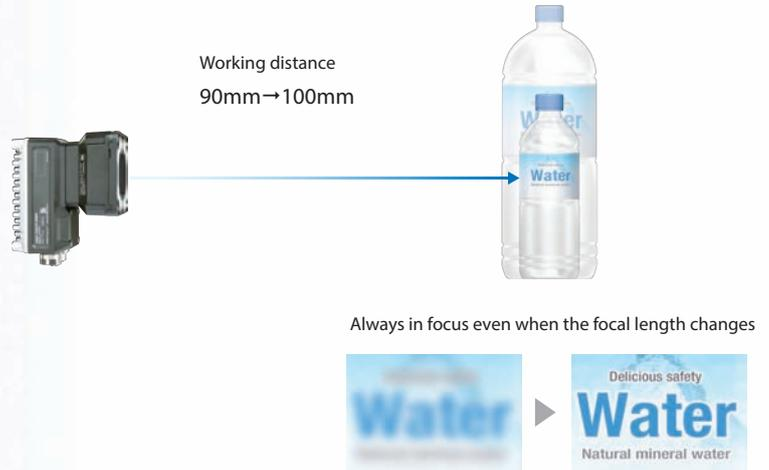 Working distance
90mm→100mm
Water
Water
Always in focus even when the focal length changes
Water
Delicious safety
Water
Natural mineral water